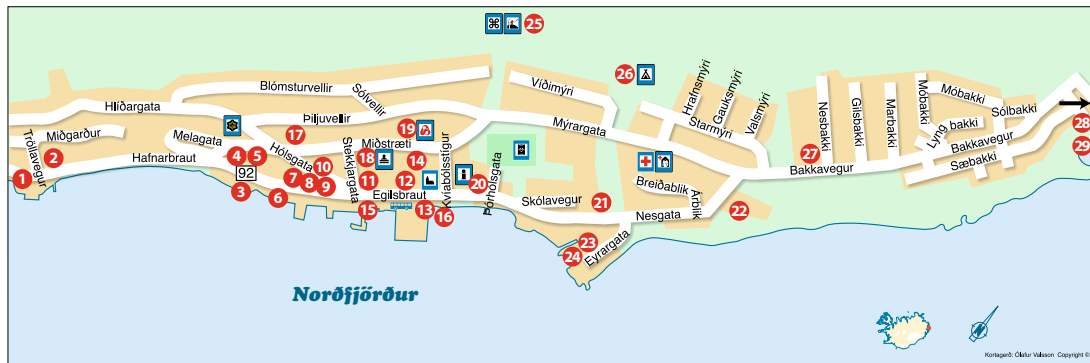 25
Blómsturvellir
Sólvellir
Víðimýri
26
Hrafnsmýri
Gauksmýri
Valsmýri
Starmýri
Hlíðargata
Þiljuvellir
Mýrargata
Nesbakki
Gilsbakki
Marbakki
Móbakki
Móbakki
Sólbakki
Lyng
bakki
Bakkavegur
Sæbakki
28
29
Tröllavegur
Miðgarður
Melagata
Hafnarbraut
Hólsgata
Stekkjargata
Miðstræti
Kvíabólsstígur
Þórhólsgata
Egilsbraut
Skólavegur
Breiðablik
Árblik
Nesgata
Bakkavegur
Eyrargata
1
2
3
4
5
92
6
7
8
9
10
11
12
13
14
15
16
17
18
19
20
21
22
23
24
27
Norðfjörður
Kortagerð: Ólafur Valsson Copyright